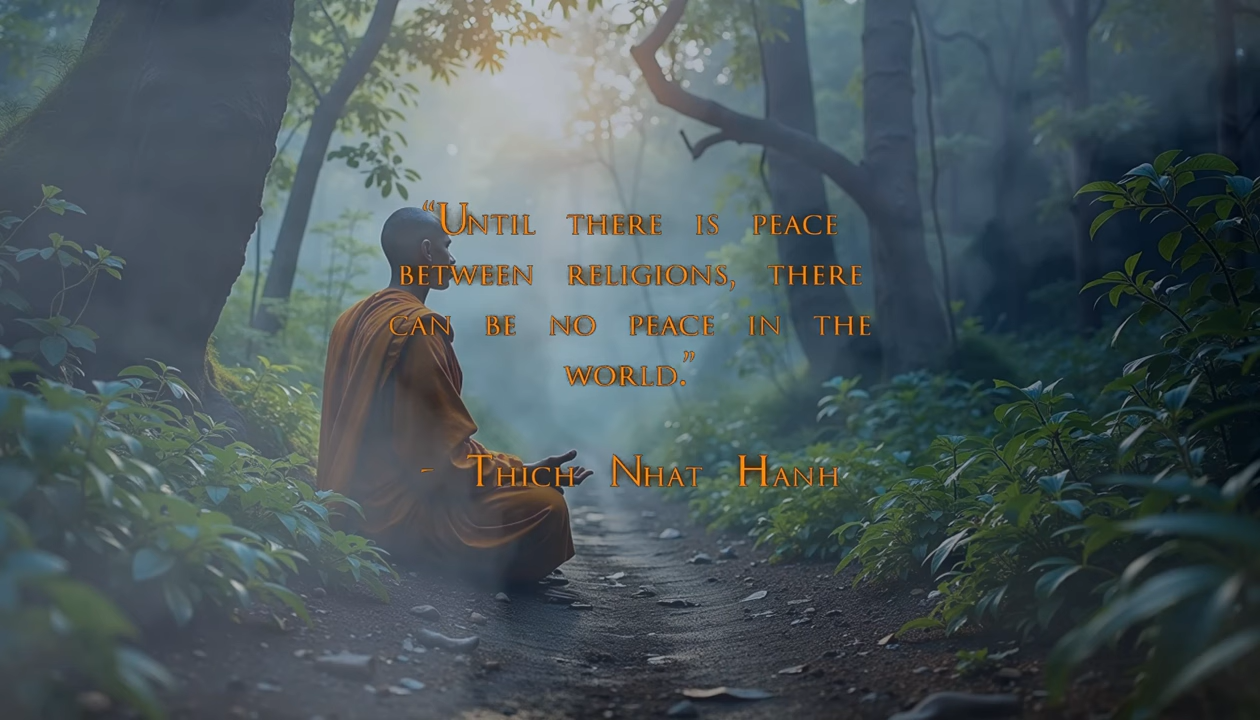 “Until there is peace
between religions, there
can be no peace in the
world.”
- Thich Nhat Hanh